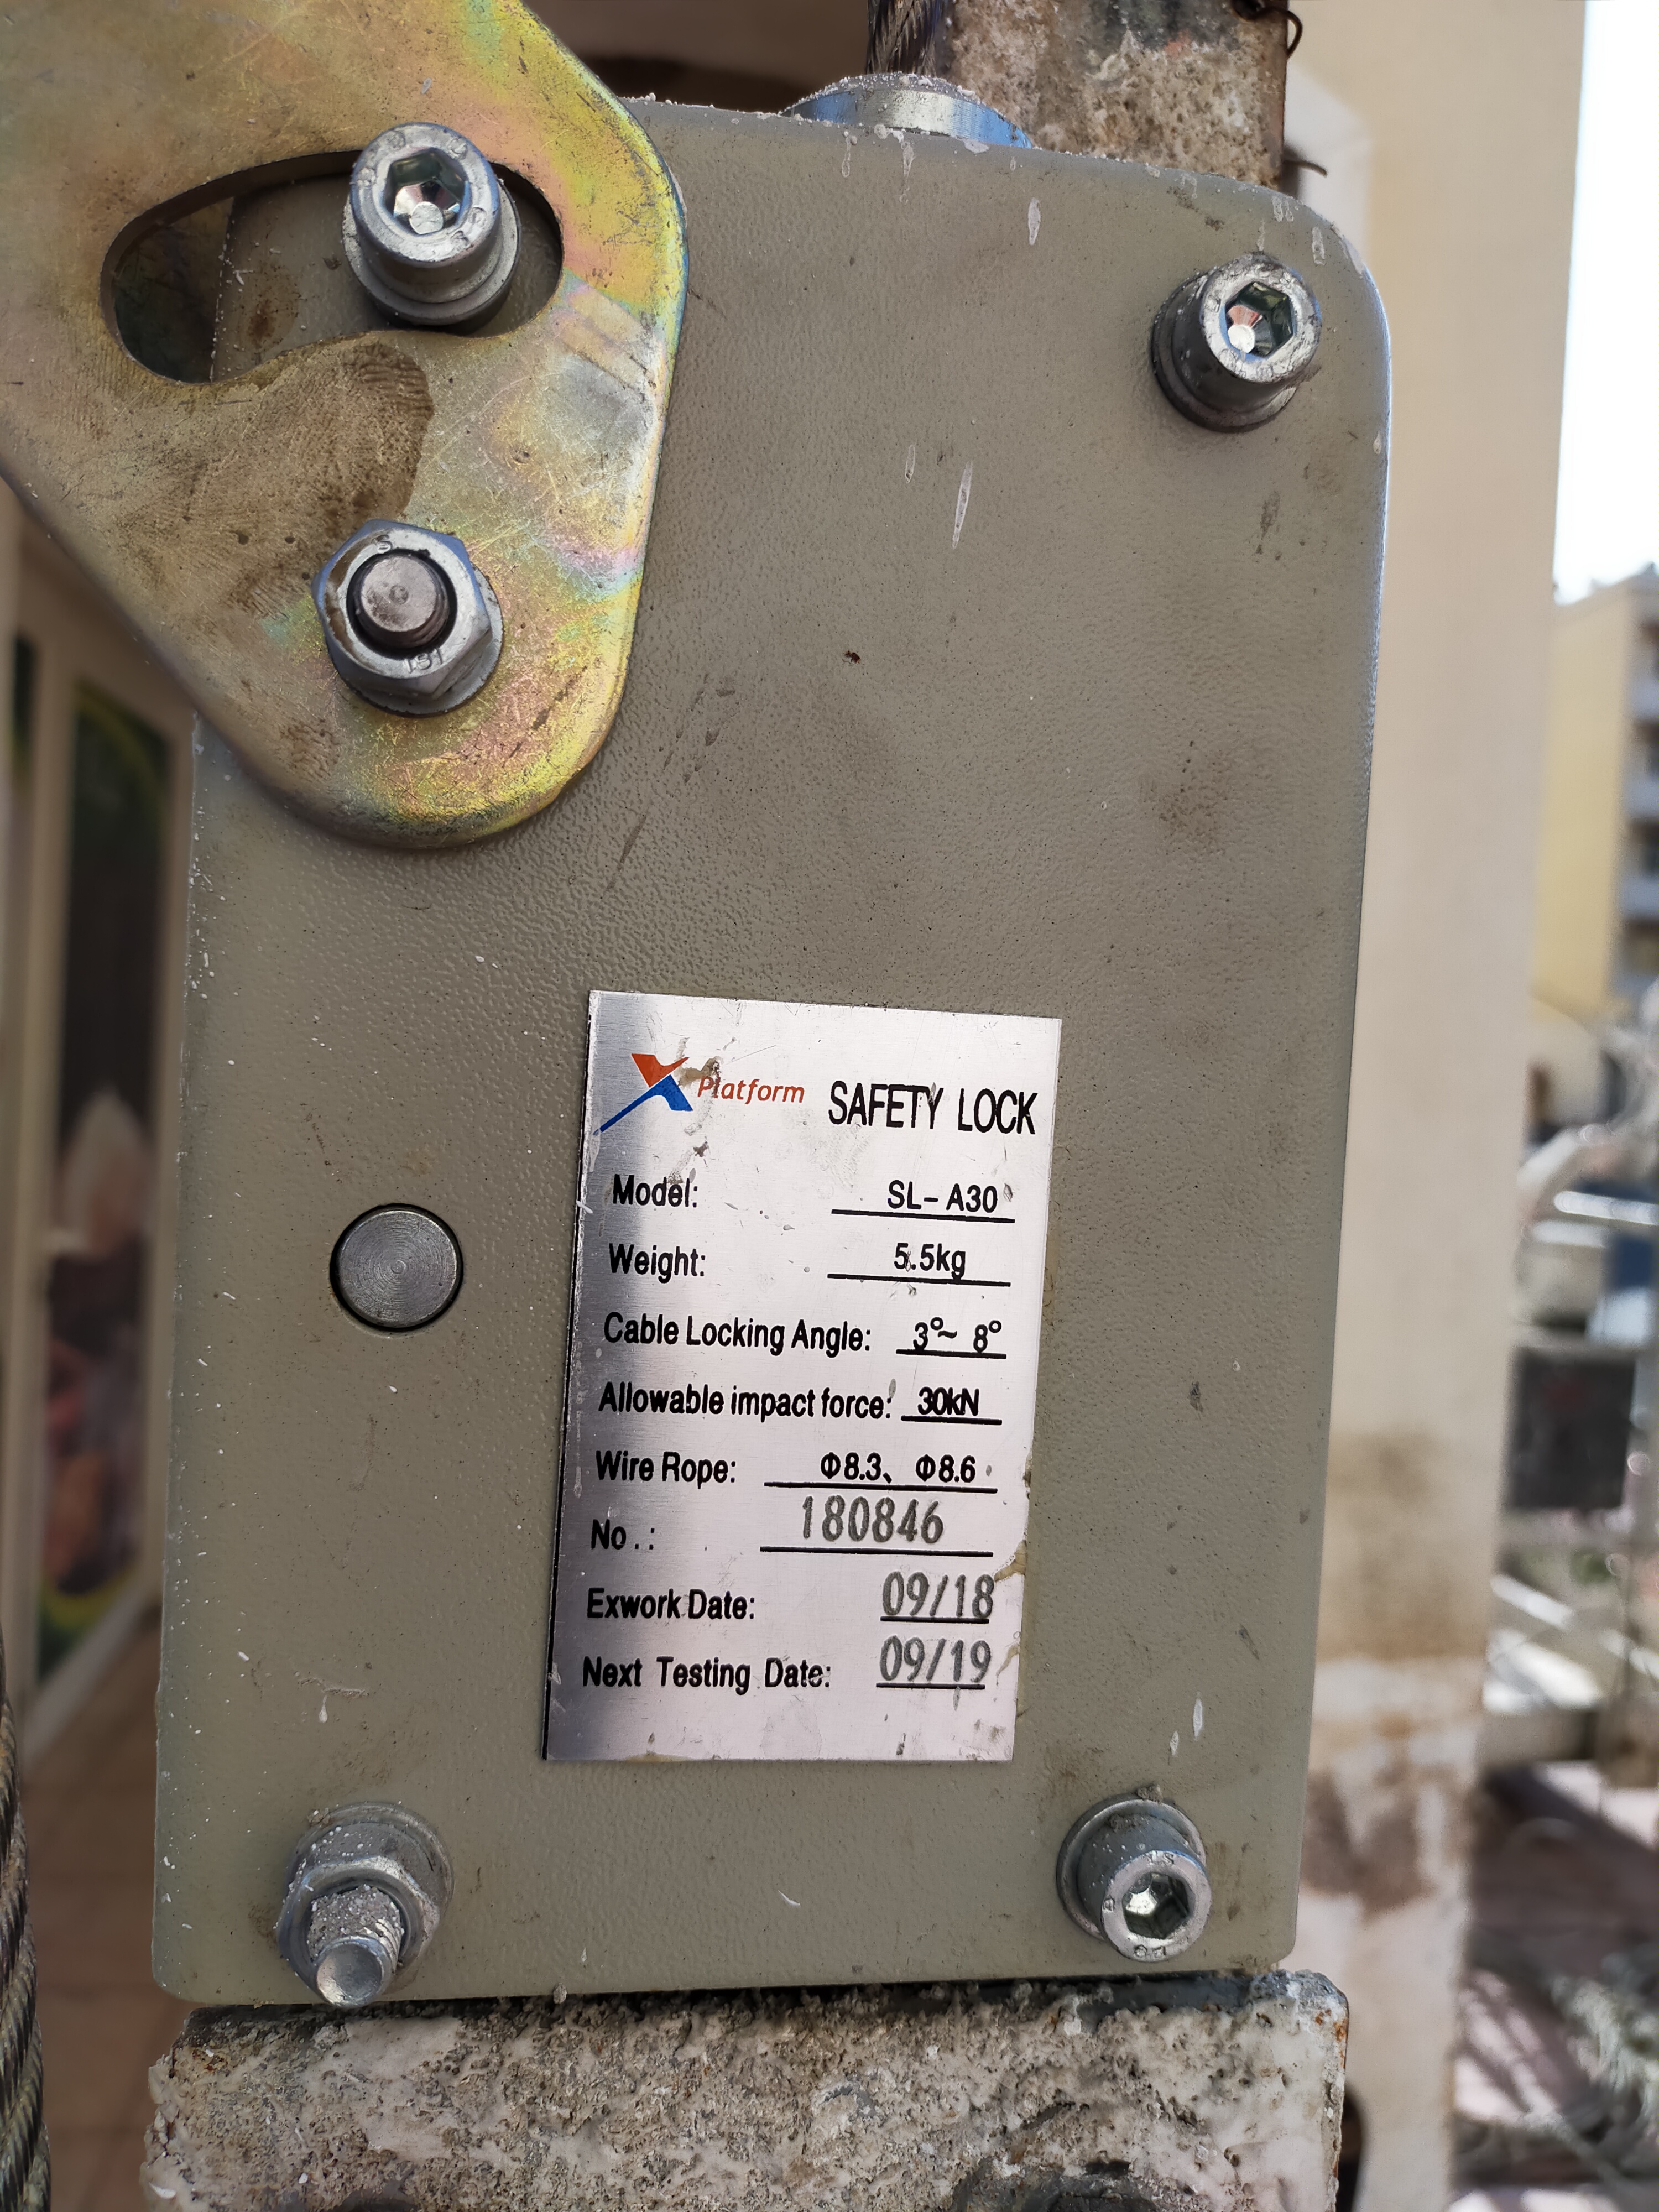 Platform SAFETY LOCK
Model: SL-A30
Weight: 5.5kg
Cable Locking Angle: 3°~ 8°
Allowable impact force: 30kN
Wire Rope: Φ8.3、Φ8.6
No.: 180846
Exwork Date: 09/18
Next Testing Date: 09/19